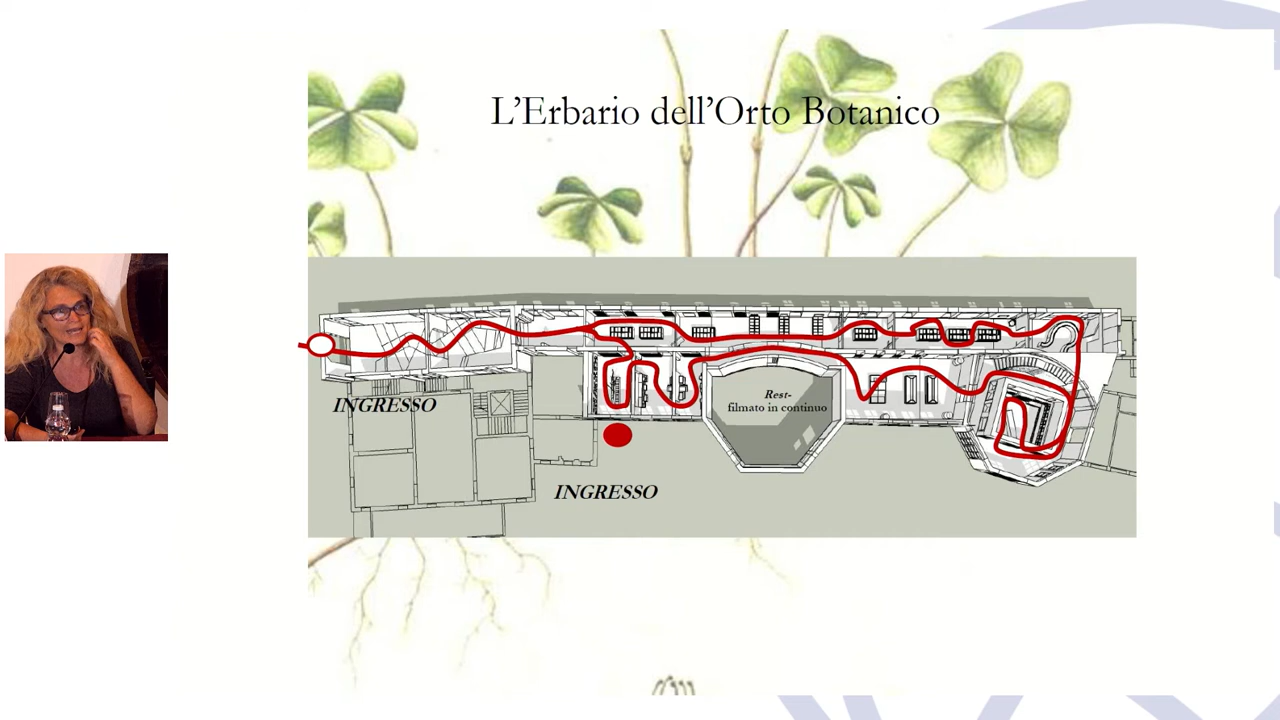 L'Erbario dell'Orto Botanico
Rest-
filmato in continuo
INGRESSO
INGRESSO